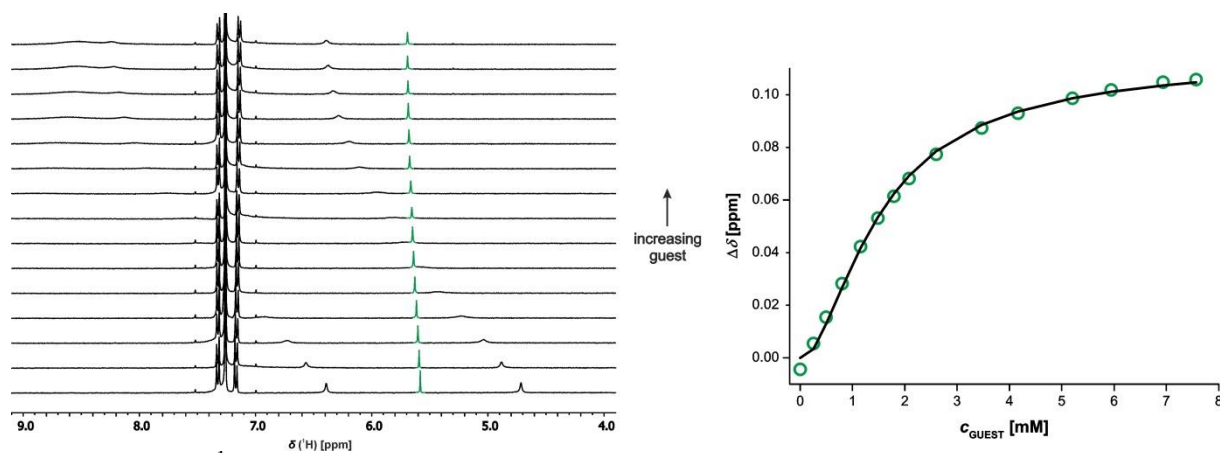 9.0 8.0 7.0 6.0 5.0 4.0
δ (¹H) [ppm]
1
increasing
guest
0.10
0.08
0.06
0.04
0.02
0.00
Δδ [ppm]
0 1 2 3 4 5 6 7 8
cGUEST [mM]